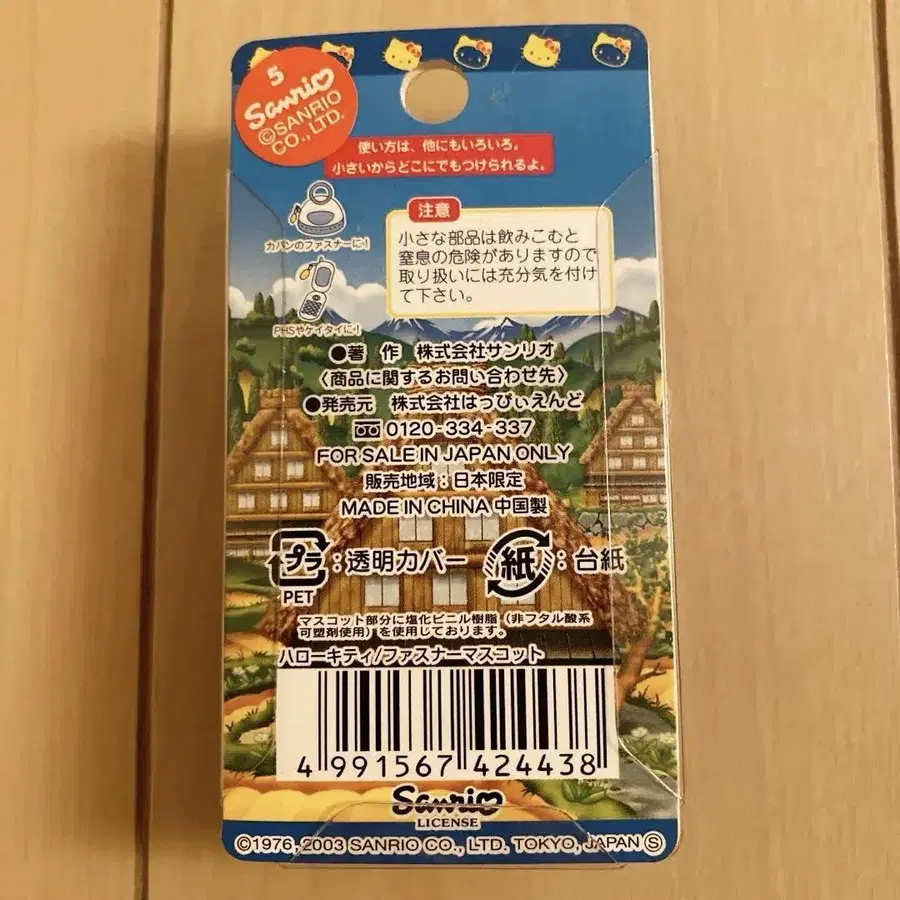 5
Sanrio
©SANRIO
CO.,LTD.
使い方は、他にもいろいろ。
小さいからどこにでもつけられるよ。
カバンのファスナーに!
PHSやケイタイに!
注意
小さな部品は飲みこむと
窒息の危険がありますので
取り扱いには充分気を付け
て下さい。
●著 作 株式会社サンリオ
〈商品に関するお問い合わせ先〉
●発売元 株式会社はっぴぃえんど
0120-334-337
FOR SALE IN JAPAN ONLY
販売地域:日本限定
MADE IN CHINA 中国製
プラ:透明カバー 紙:台紙
PET
マスコット部分に塩化ビニル樹脂(非フタル酸系
可塑剤使用)を使用しております。
ハローキティ/ファスナーマスコット
4 991567 424438
Sanrio
LICENSE
©1976, 2003 SANRIO CO., LTD. TOKYO, JAPAN Ⓢ